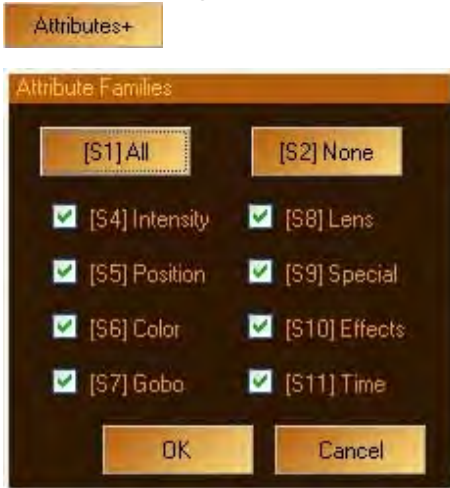 Attributes+
Attribute Families
[S1] All [S2] None
[S4] Intensity [S8] Lens
[S5] Position [S9] Special
[S6] Color [S10] Effects
[S7] Gobo [S11] Time
OK Cancel